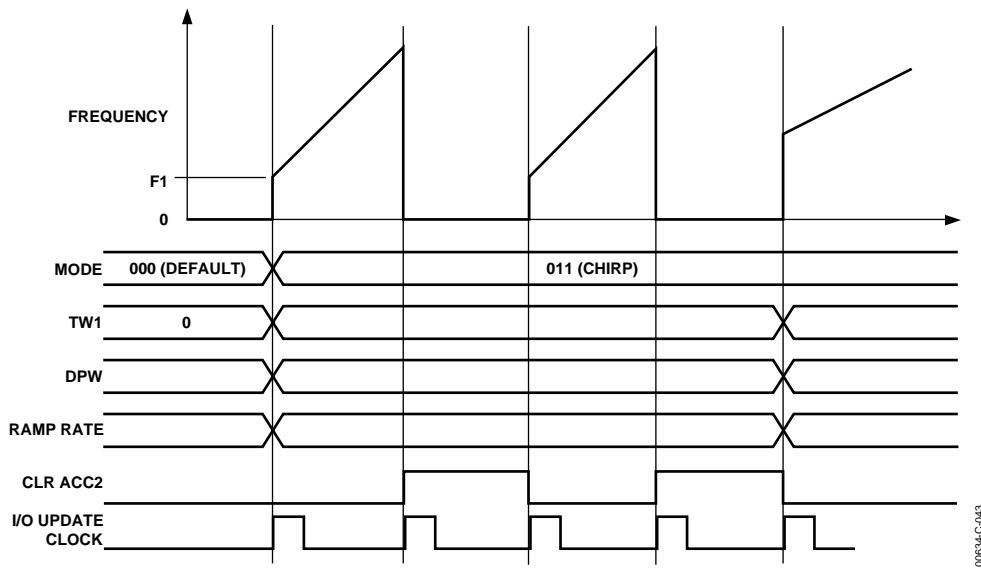 FREQUENCY
F1
0
MODE
000 (DEFAULT)
011 (CHIRP)
TW1
0
DPW
RAMP RATE
CLR ACC2
I/O UPDATE
CLOCK
00634-C-043